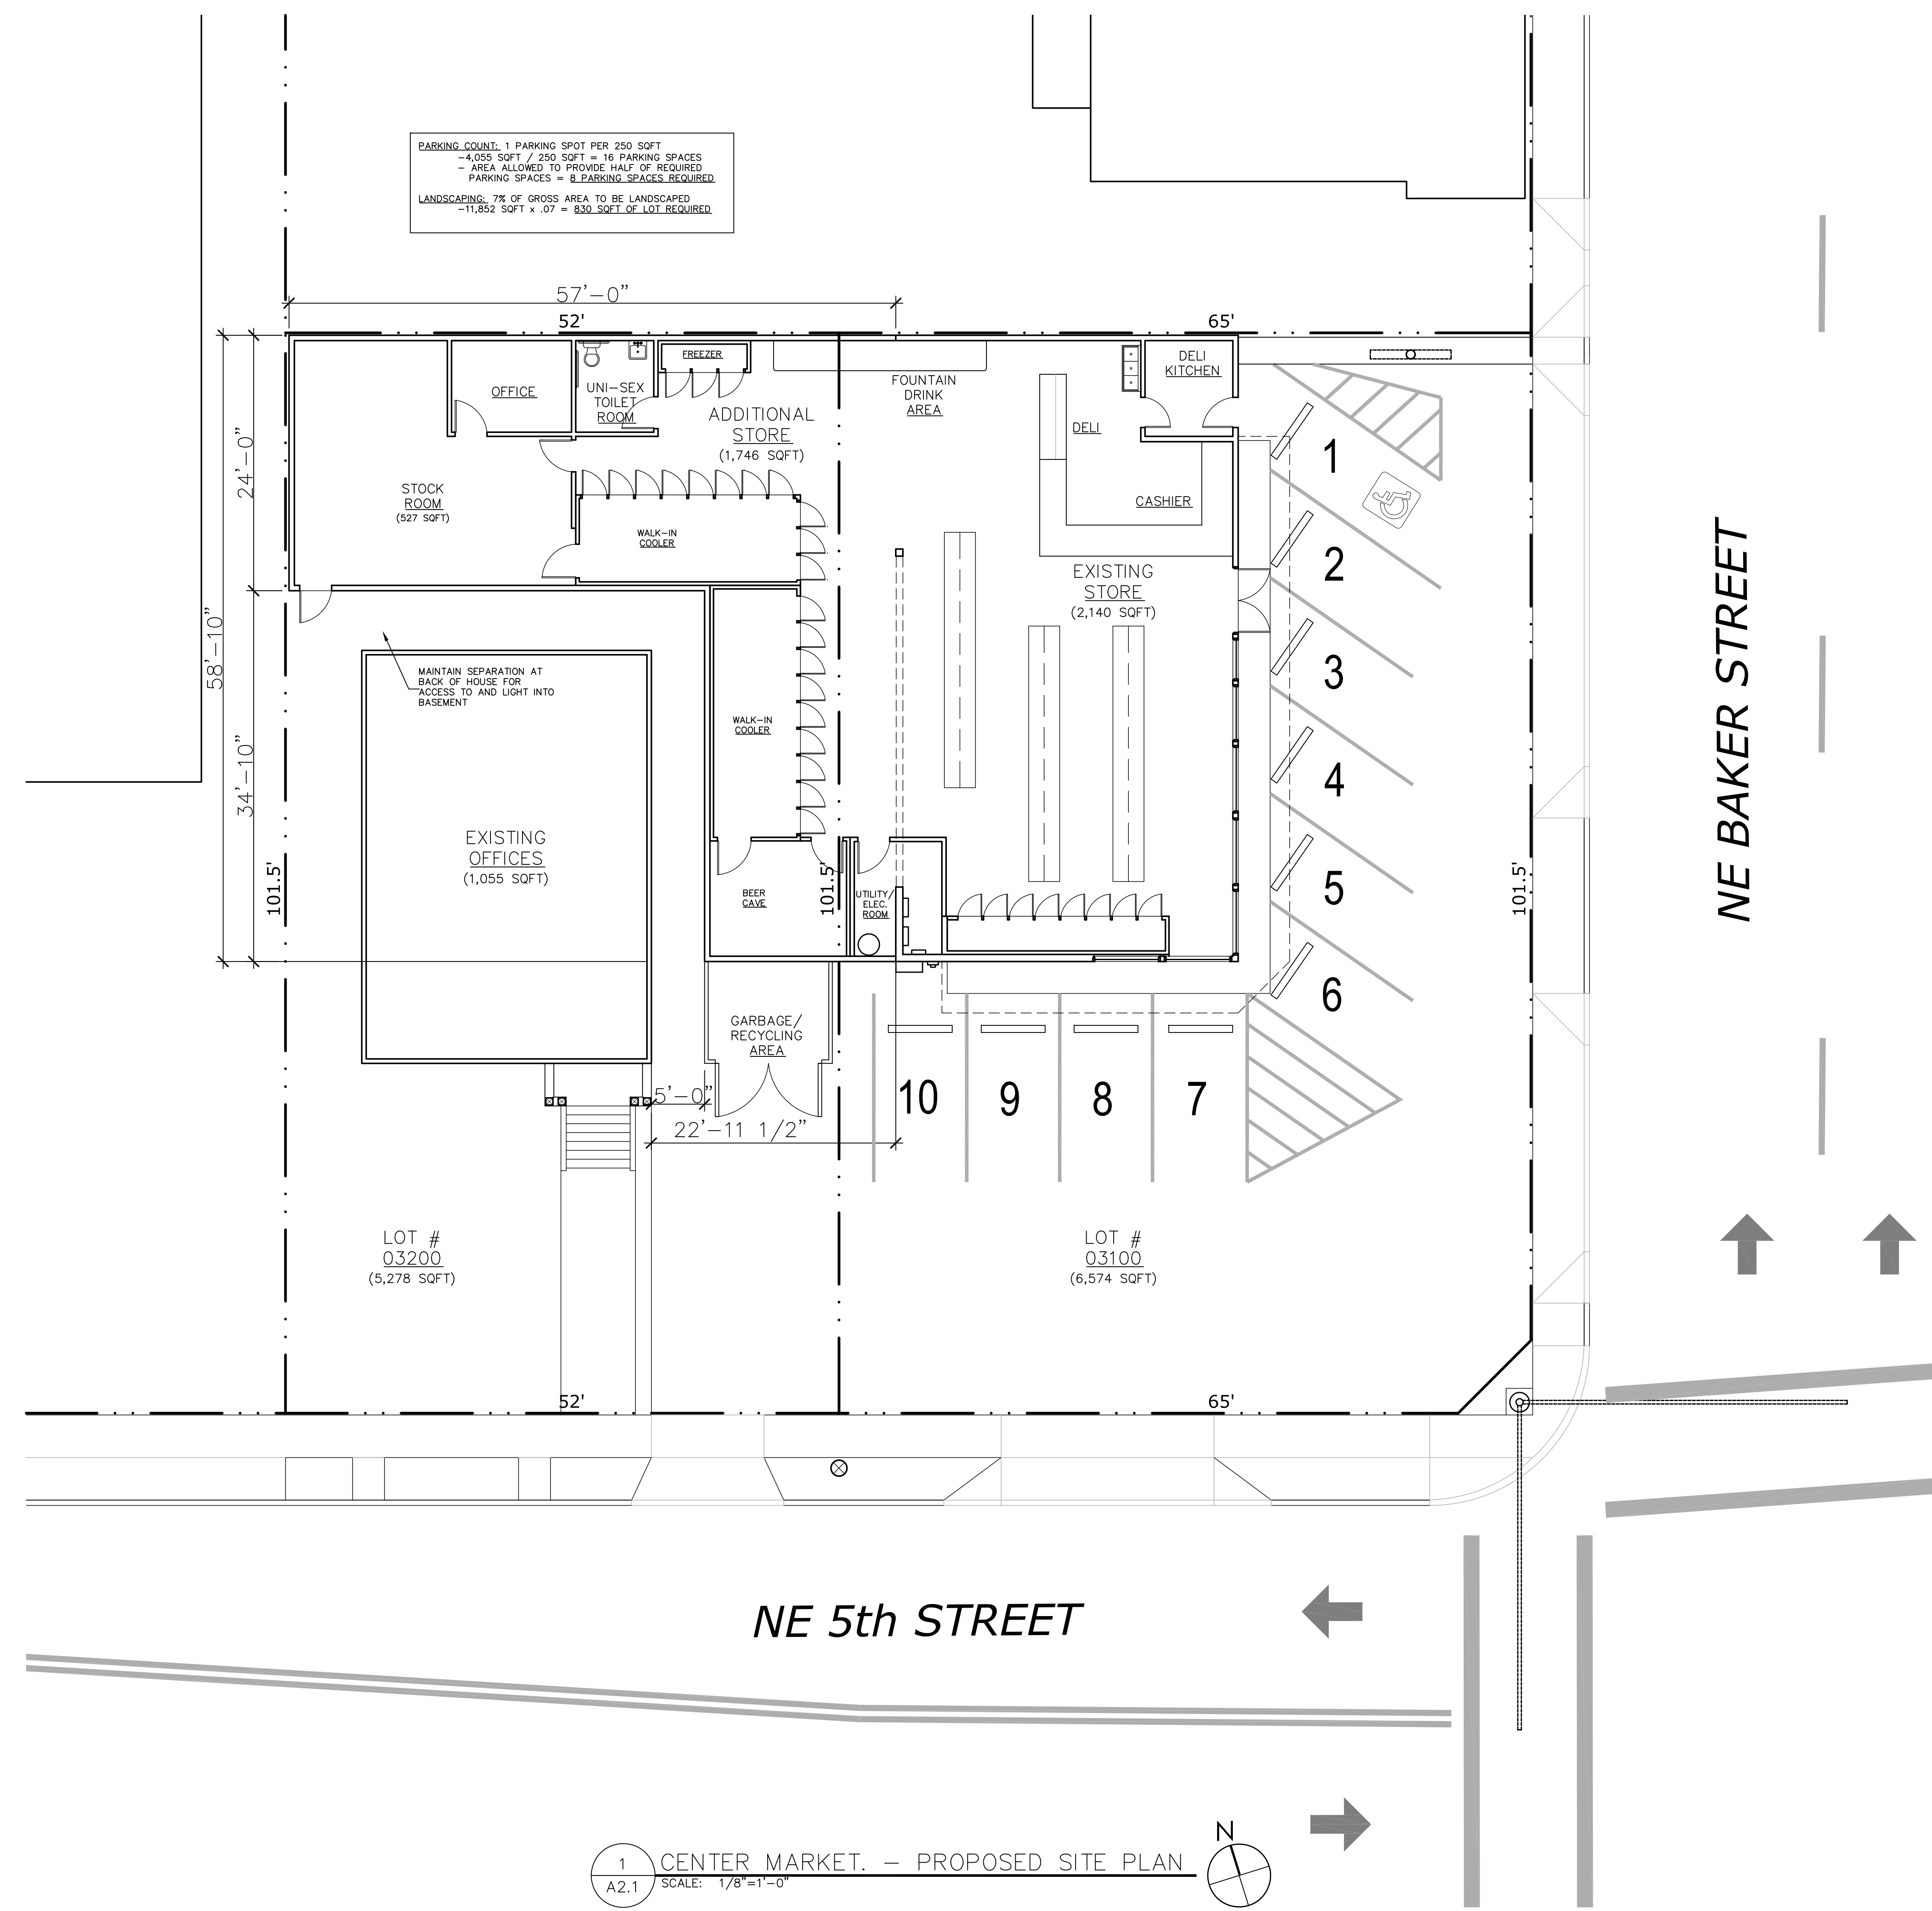 PARKING COUNT: 1 PARKING SPOT PER 250 SQFT
-4,055 SQFT / 250 SQFT = 16 PARKING SPACES
- AREA ALLOWED TO PROVIDE HALF OF REQUIRED
PARKING SPACES = 8 PARKING SPACES REQUIRED
LANDSCAPING: 7% OF GROSS AREA TO BE LANDSCAPED
-11,852 SQFT x .07 = 830 SQFT OF LOT REQUIRED
57'-0"
52'
65'
FREEZER
OFFICE
UNI-SEX
TOILET
ROOM
ADDITIONAL
STORE
(1,746 SQFT)
FOUNTAIN
DRINK
AREA
DELI
KITCHEN
DELI
CASHIER
24'-0"
58'-10"
34'-10"
STOCK
ROOM
(527 SQFT)
WALK-IN
COOLER
EXISTING
STORE
(2,140 SQFT)
1
2
3
4
5
6
NE BAKER STREET
MAINTAIN SEPARATION AT
BACK OF HOUSE FOR
ACCESS TO AND LIGHT INTO
BASEMENT
WALK-IN
COOLER
EXISTING
OFFICES
(1,055 SQFT)
101.5'
101.5'
101.5'
BEER
CAVE
UTILITY/
ELEC.
ROOM
GARBAGE/
RECYCLING
AREA
10
9
8
7
5'-0"
22'-11 1/2"
LOT #
03200
(5,278 SQFT)
LOT #
03100
(6,574 SQFT)
52'
65'
NE 5th STREET
1
A2.1
CENTER MARKET. - PROPOSED SITE PLAN
SCALE: 1/8"=1'-0"
N